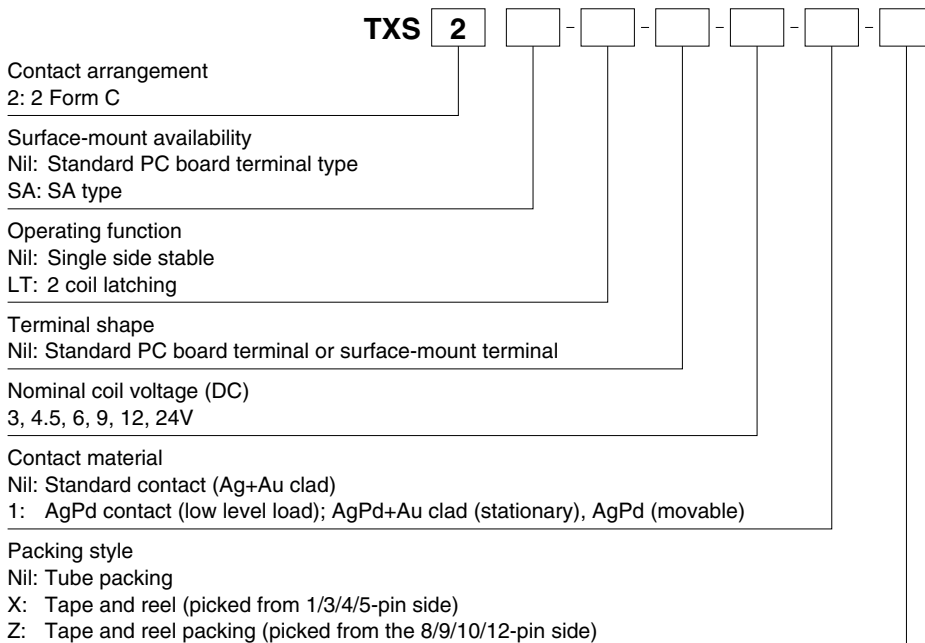 TXS 2 - - - - -
Contact arrangement
2: 2 Form C
Surface-mount availability
Nil: Standard PC board terminal type
SA: SA type
Operating function
Nil: Single side stable
LT: 2 coil latching
Terminal shape
Nil: Standard PC board terminal or surface-mount terminal
Nominal coil voltage (DC)
3, 4.5, 6, 9, 12, 24V
Contact material
Nil: Standard contact (Ag+Au clad)
1: AgPd contact (low level load); AgPd+Au clad (stationary), AgPd (movable)
Packing style
Nil: Tube packing
X: Tape and reel (picked from 1/3/4/5-pin side)
Z: Tape and reel packing (picked from the 8/9/10/12-pin side)